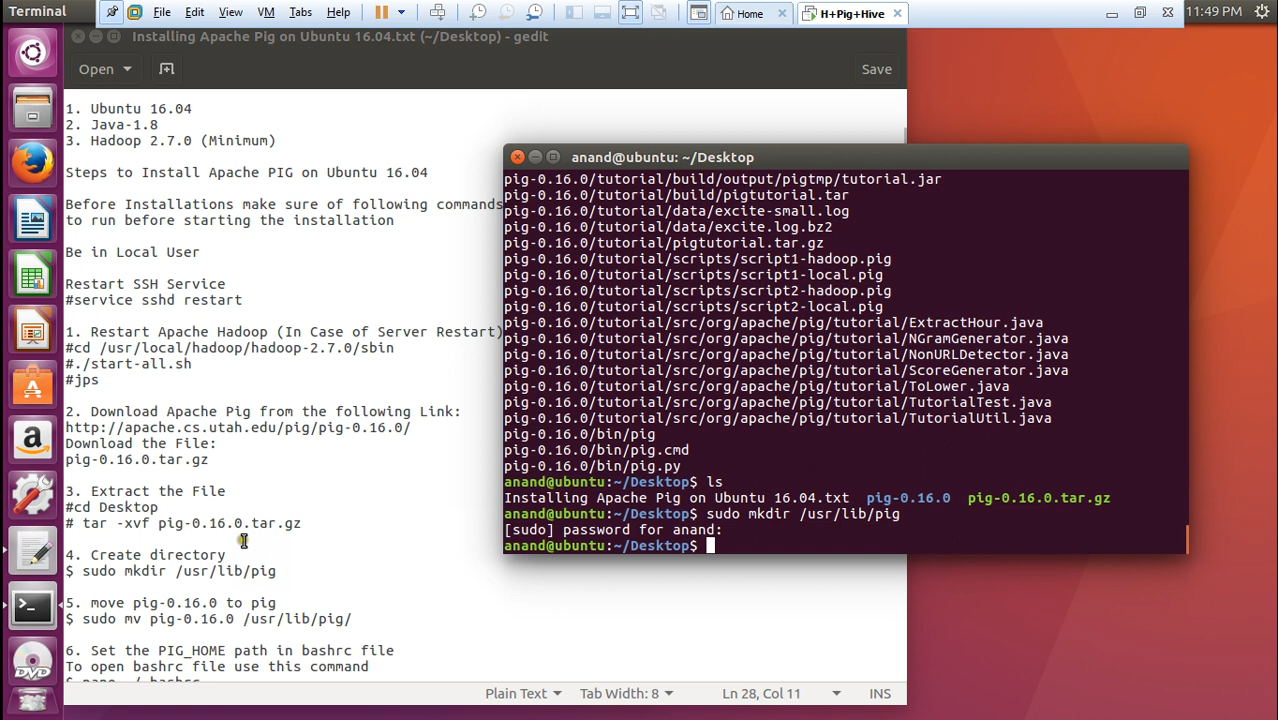 Terminal
File Edit View VM Tabs Help
Home
H+Pig+Hive
11:49 PM
Installing Apache Pig on Ubuntu 16.04.txt (~/Desktop) - gedit
Open
Save
1. Ubuntu 16.04
2. Java-1.8
3. Hadoop 2.7.0 (Minimum)
Steps to Install Apache PIG on Ubuntu 16.04
Before Installations make sure of following commands
to run before starting the installation
Be in Local User
Restart SSH Service
#service sshd restart
1. Restart Apache Hadoop (In Case of Server Restart)
#cd /usr/local/hadoop/hadoop-2.7.0/sbin
#./start-all.sh
#jps
2. Download Apache Pig from the following Link:
http://apache.cs.utah.edu/pig/pig-0.16.0/
Download the File:
pig-0.16.0.tar.gz
3. Extract the File
#cd Desktop
# tar -xvf pig-0.16.0.tar.gz
4. Create directory
$ sudo mkdir /usr/lib/pig
5. move pig-0.16.0 to pig
$ sudo mv pig-0.16.0 /usr/lib/pig/
6. Set the PIG_HOME path in bashrc file
To open bashrc file use this command
Plain Text
Tab Width: 8
Ln 28, Col 11
INS
anand@ubuntu: ~/Desktop
pig-0.16.0/tutorial/build/output/pigtmp/tutorial.jar
pig-0.16.0/tutorial/build/pigtutorial.tar
pig-0.16.0/tutorial/data/excite-small.log
pig-0.16.0/tutorial/data/excite.log.bz2
pig-0.16.0/tutorial/pigtutorial.tar.gz
pig-0.16.0/tutorial/scripts/script1-hadoop.pig
pig-0.16.0/tutorial/scripts/script1-local.pig
pig-0.16.0/tutorial/scripts/script2-hadoop.pig
pig-0.16.0/tutorial/scripts/script2-local.pig
pig-0.16.0/tutorial/src/org/apache/pig/tutorial/ExtractHour.java
pig-0.16.0/tutorial/src/org/apache/pig/tutorial/NGramGenerator.java
pig-0.16.0/tutorial/src/org/apache/pig/tutorial/NonURLDetector.java
pig-0.16.0/tutorial/src/org/apache/pig/tutorial/ScoreGenerator.java
pig-0.16.0/tutorial/src/org/apache/pig/tutorial/ToLower.java
pig-0.16.0/tutorial/src/org/apache/pig/tutorial/TutorialTest.java
pig-0.16.0/tutorial/src/org/apache/pig/tutorial/TutorialUtil.java
pig-0.16.0/bin/pig
pig-0.16.0/bin/pig.cmd
pig-0.16.0/bin/pig.py
anand@ubuntu:~/Desktop$ ls
Installing Apache Pig on Ubuntu 16.04.txt pig-0.16.0 pig-0.16.0.tar.gz
anand@ubuntu:~/Desktop$ sudo mkdir /usr/lib/pig
[sudo] password for anand:
anand@ubuntu:~/Desktop$